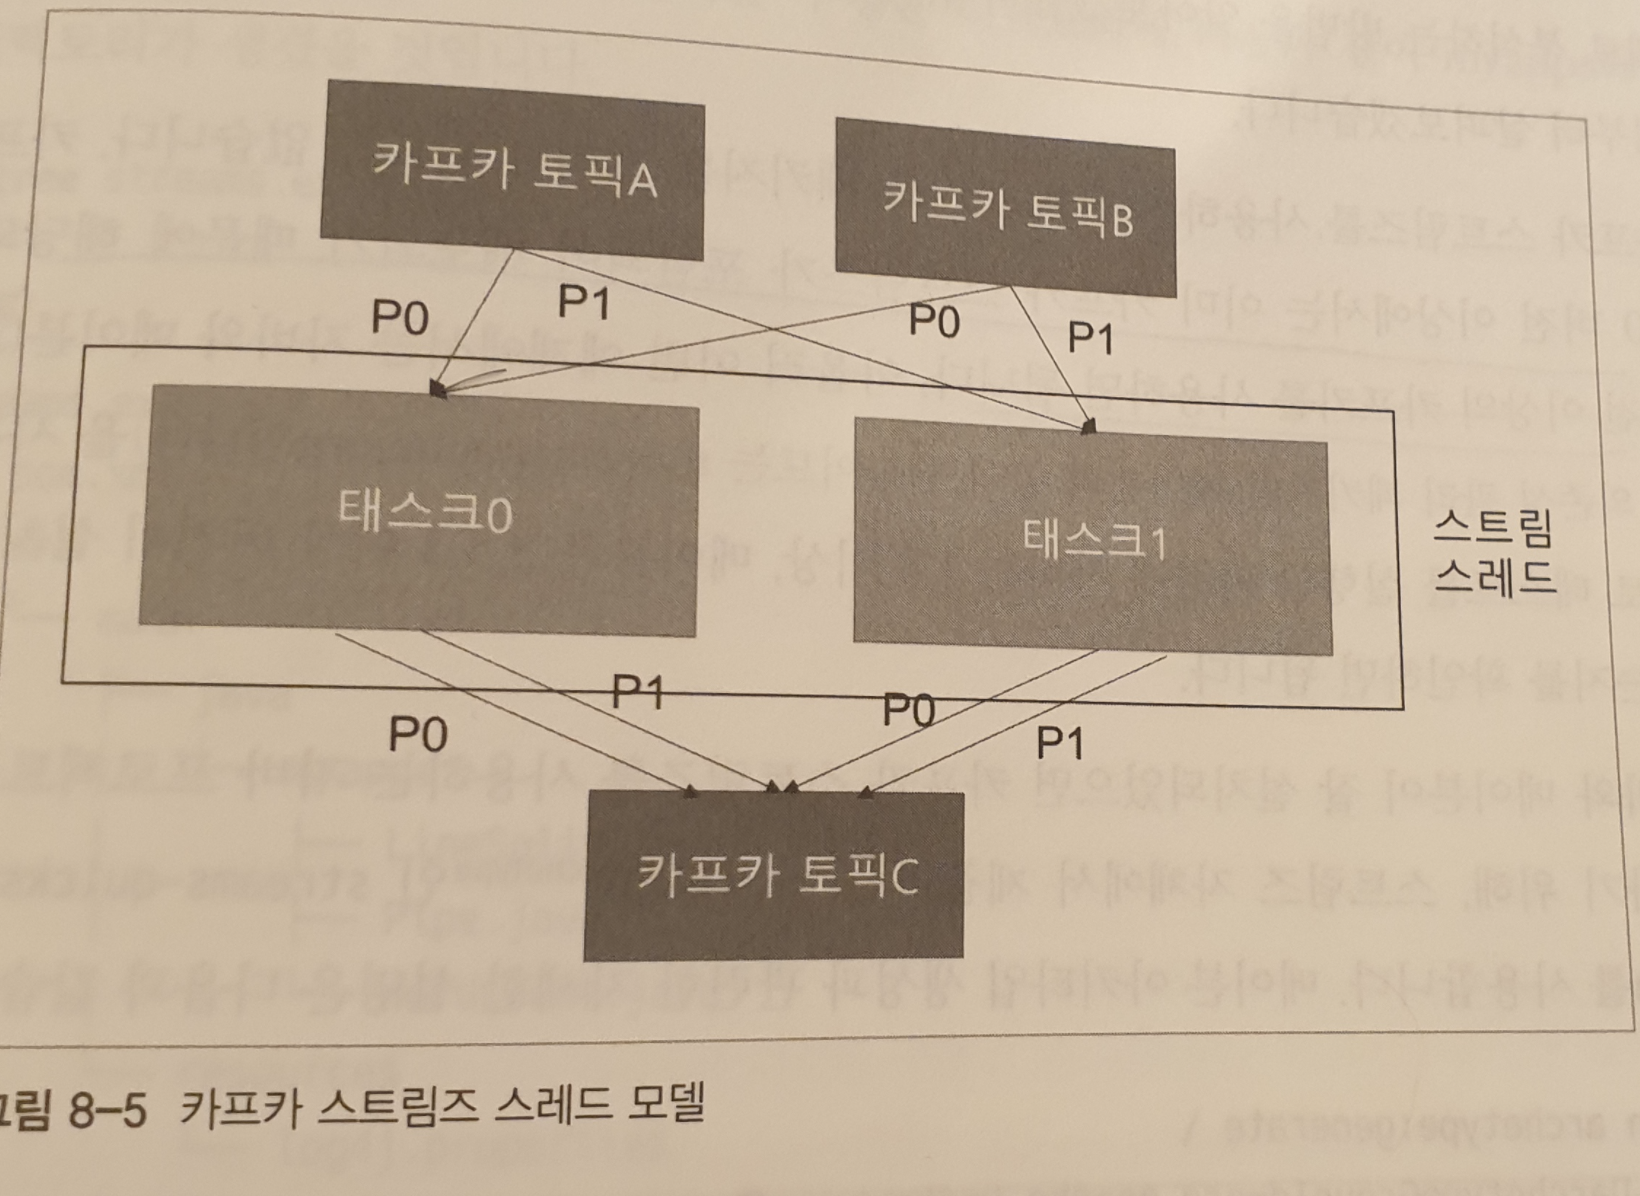 카프카 토픽A
카프카 토픽B
P0
P1
P0
P1
태스크0
태스크1
스트림
스레드
P0
P1
P0
P1
카프카 토픽C
그림 8-5 카프카 스트림즈 스레드 모델